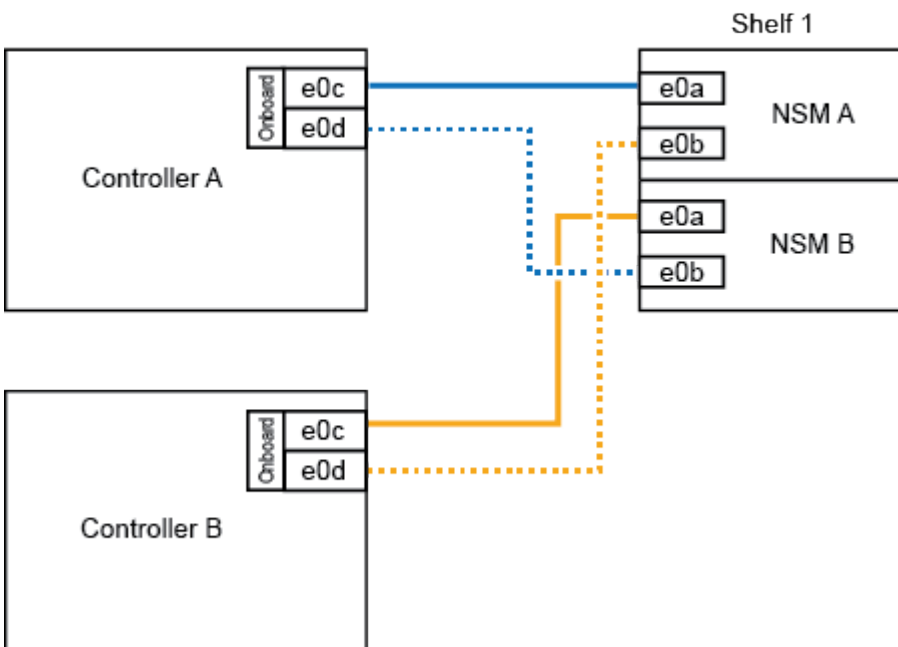 Shelf 1
Onboard
e0c
e0d
Controller A
e0a
e0b
NSM A
e0a
e0b
NSM B
Onboard
e0c
e0d
Controller B